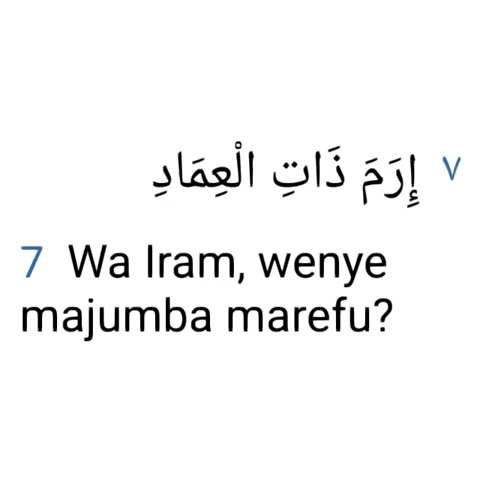 ٧ إِرَمَ ذَاتِ الْعِمَادِ
7 Wa Iram, wenye
majumba marefu?